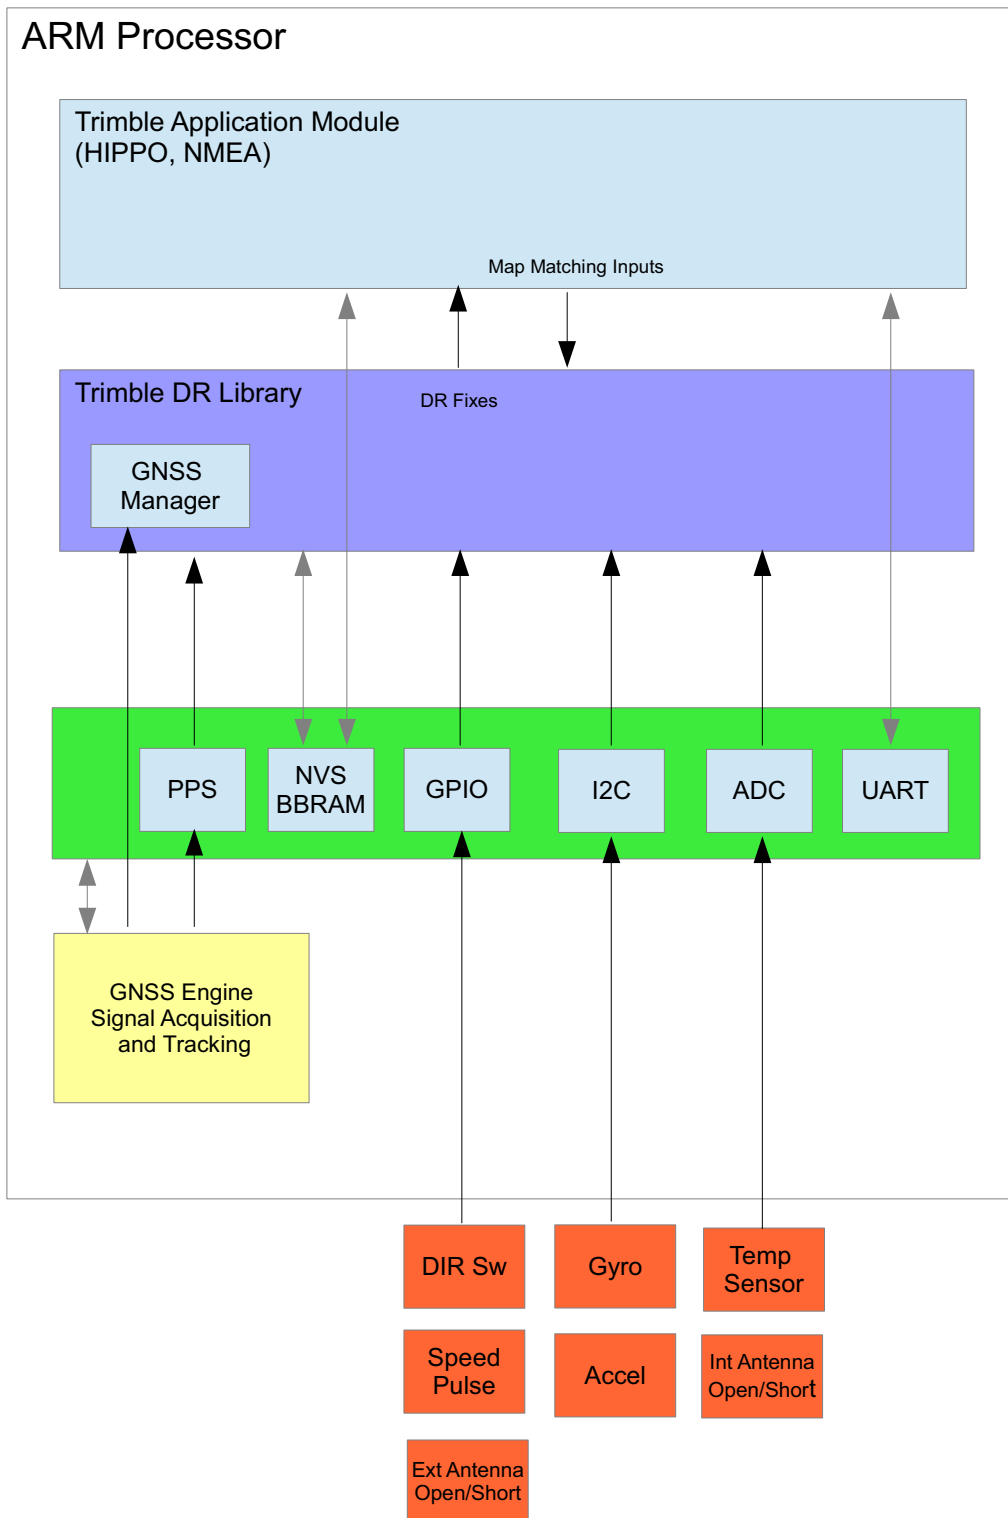 ARM Processor
Trimble Application Module
(HIPPO, NMEA)
Map Matching Inputs
Trimble DR Library
DR Fixes
GNSS
Manager
PPS
NVS
BBRAM
GPIO
I2C
ADC
UART
GNSS Engine
Signal Acquisition
and Tracking
DIR Sw
Gyro
Temp
Sensor
Speed
Pulse
Accel
Int Antenna
Open/Short
Ext Antenna
Open/Short